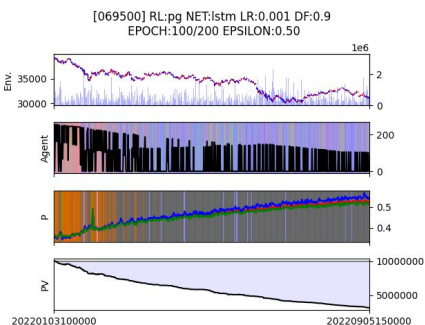 [069500] RL:pg NET:lstm LR:0.001 DF:0.9
EPOCH:100/200 EPSILON:0.50
1e6
Env.
35000
30000
2
0
Agent
200
0
P
0.5
0.4
PV
10000000
5000000
20220103100000
20220905150000